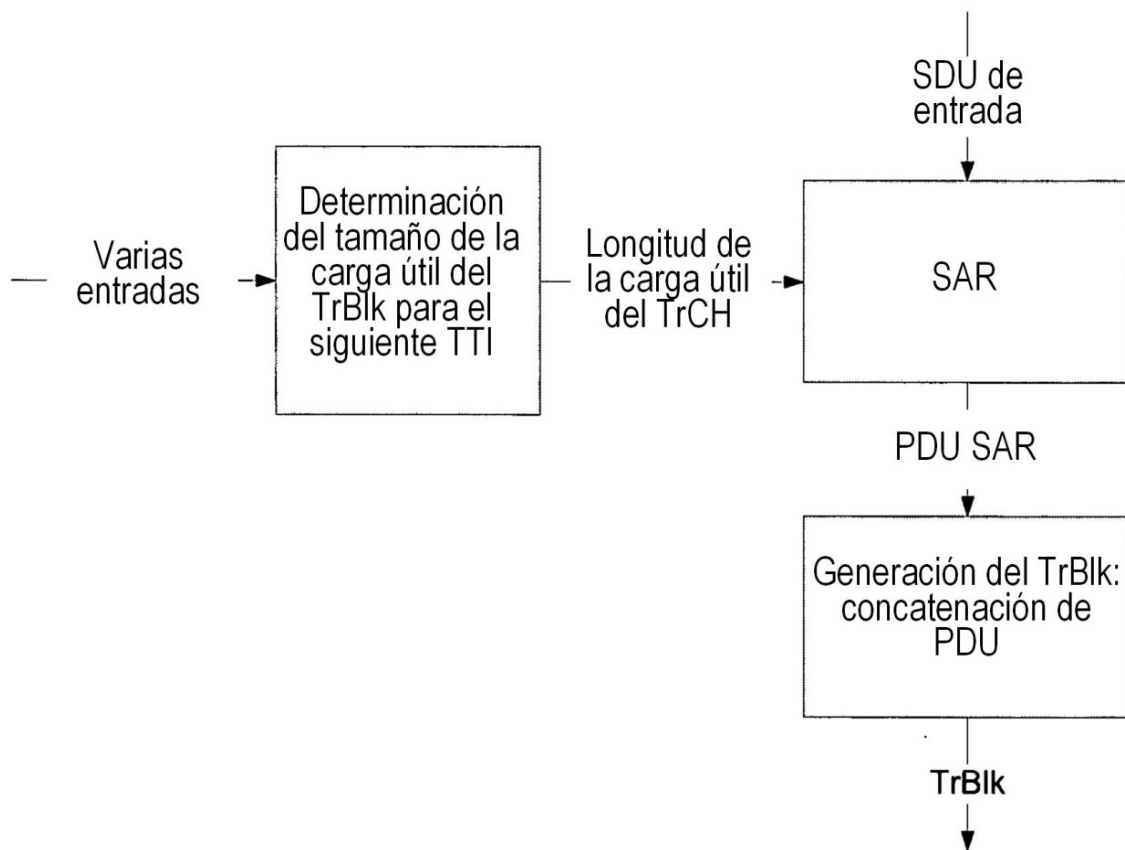 SDU de
entrada
Determinación
del tamaño de la
carga útil del
TrBlk para el
siguiente TTI
Varias
entradas
Longitud de
la carga útil
del TrCH
SAR
PDU SAR
Generación del TrBlk:
concatenación de
PDU
TrBlk